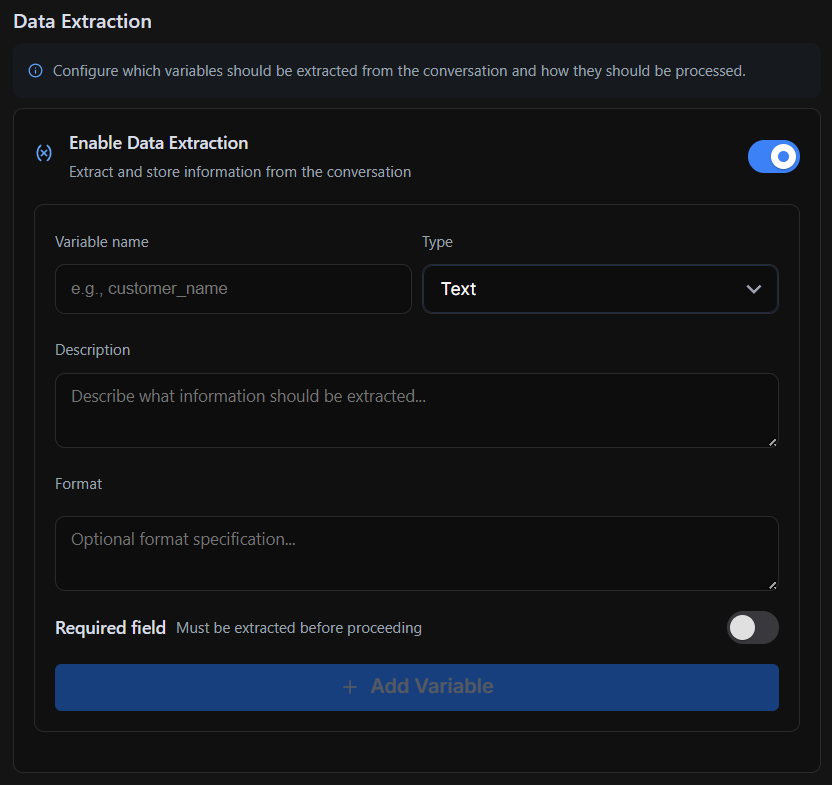 Data Extraction
Configure which variables should be extracted from the conversation and how they should be processed.
(x) Enable Data Extraction
Extract and store information from the conversation
Variable name
Type
e.g., customer_name
Text
Description
Describe what information should be extracted...
Format
Optional format specification...
Required field Must be extracted before proceeding
+ Add Variable